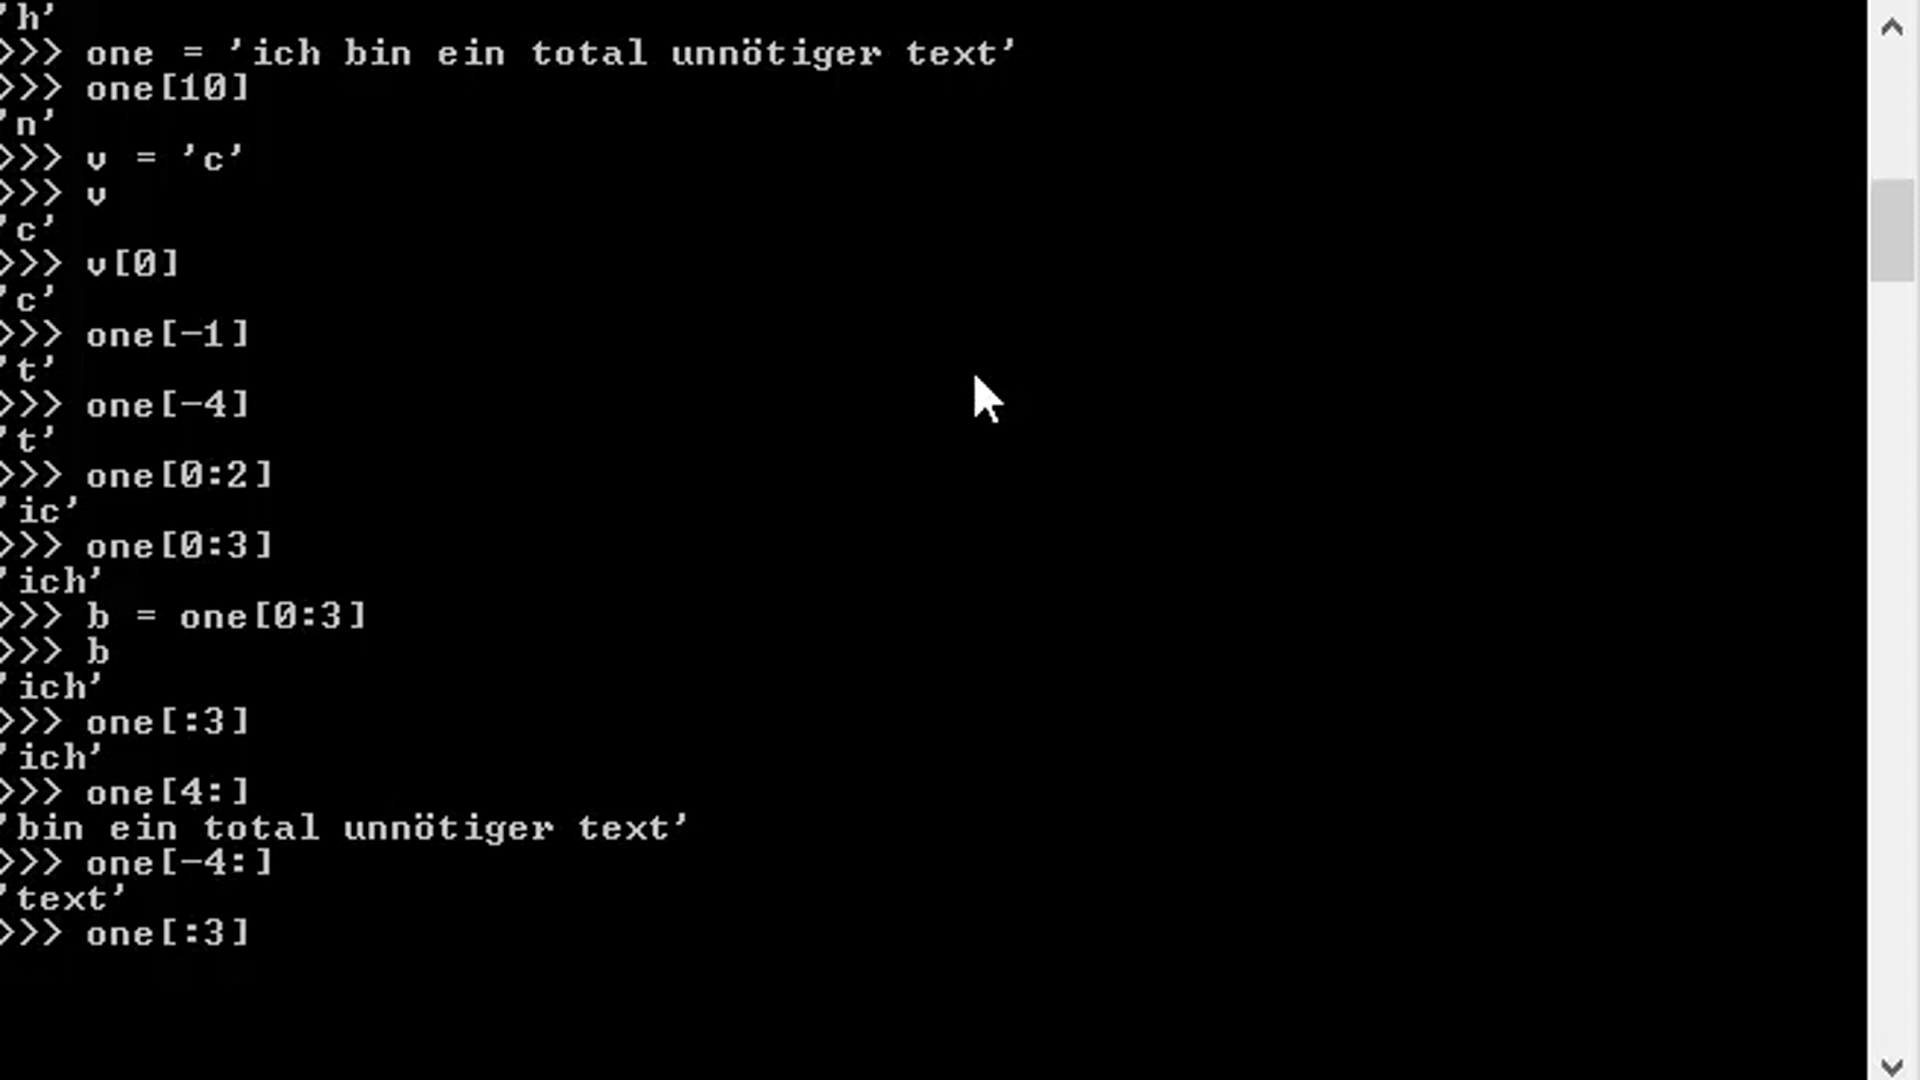 'h'
>>> one = 'ich bin ein total unnötiger text'
>>> one[10]
'n'
>>> v = 'c'
>>> v
'c'
>>> v[0]
'c'
>>> one[-1]
't'
>>> one[-4]
't'
>>> one[0:2]
'ic'
>>> one[0:3]
'ich'
>>> b = one[0:3]
>>> b
'ich'
>>> one[:3]
'ich'
>>> one[4:]
'bin ein total unnötiger text'
>>> one[-4:]
'text'
>>> one[:3]